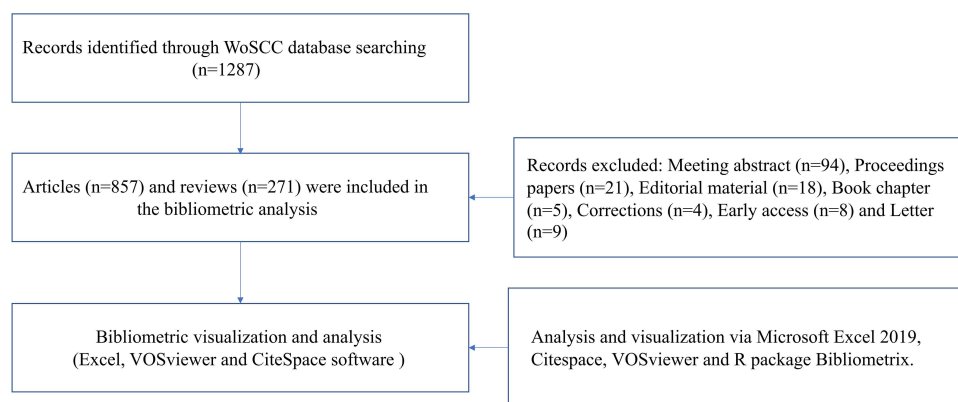 Records identified through WoSCC database searching
(n=1287)
Articles (n=857) and reviews (n=271) were included in
the bibliometric analysis
Records excluded: Meeting abstract (n=94), Proceedings
papers (n=21), Editorial material (n=18), Book chapter
(n=5), Corrections (n=4), Early access (n=8) and Letter
(n=9)
Bibliometric visualization and analysis
(Excel, VOSviewer and CiteSpace software )
Analysis and visualization via Microsoft Excel 2019,
Citespace, VOSviewer and R package Bibliometrix.